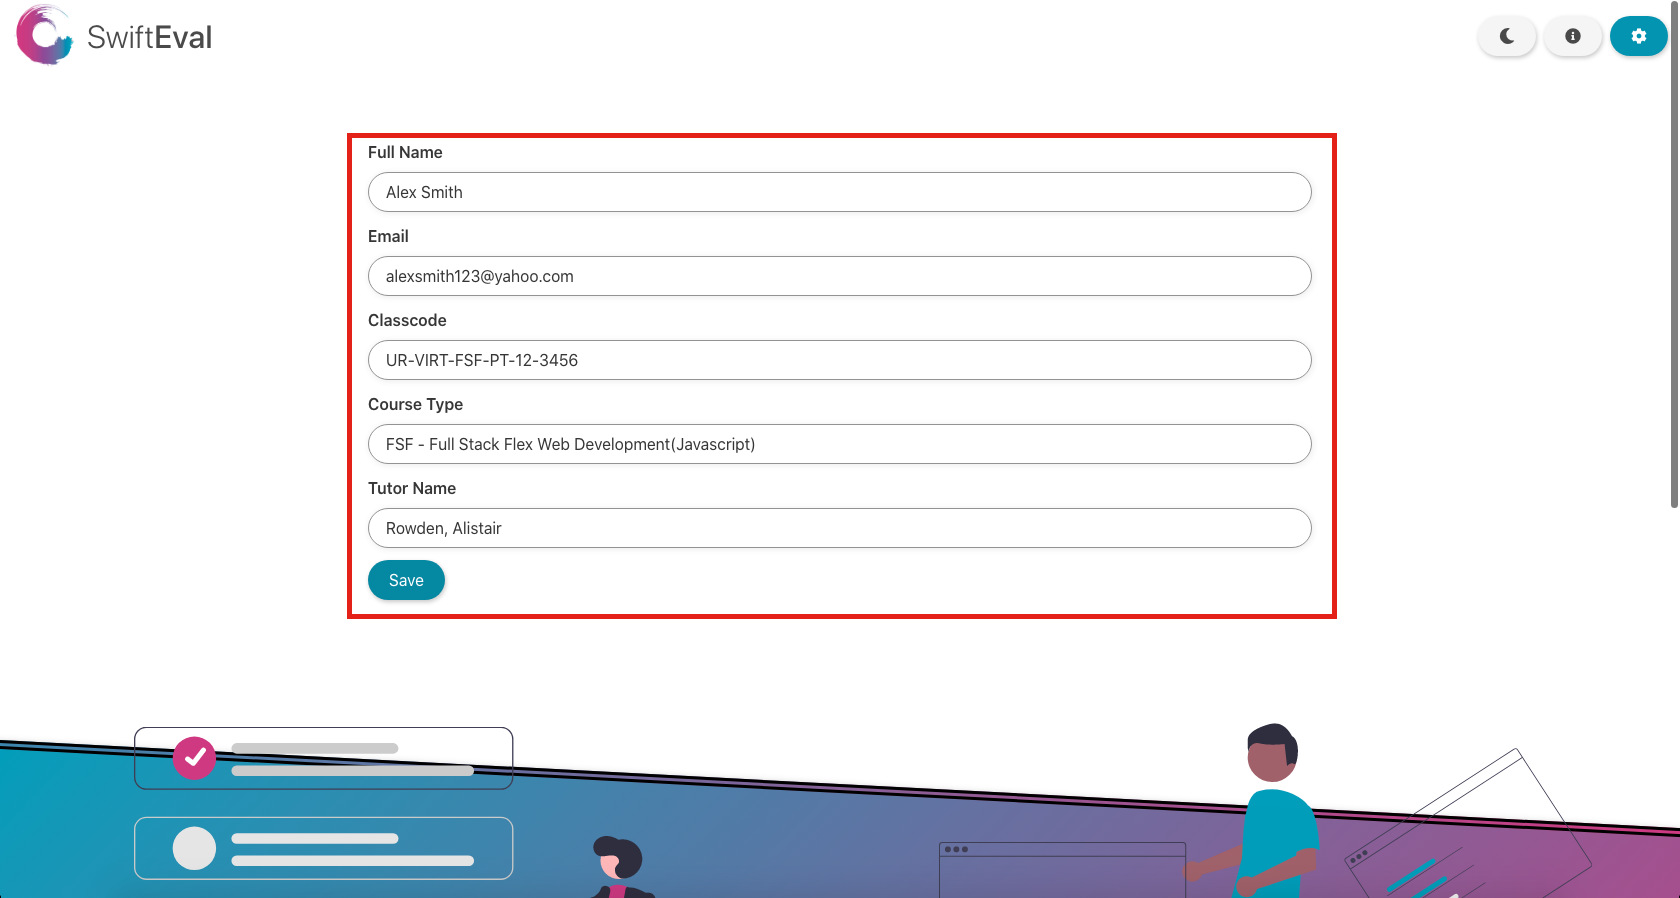 SwiftEval
Full Name
Alex Smith
Email
alexsmith123@yahoo.com
Classcode
UR-VIRT-FSF-PT-12-3456
Course Type
FSF - Full Stack Flex Web Development(Javascript)
Tutor Name
Rowden, Alistair
Save